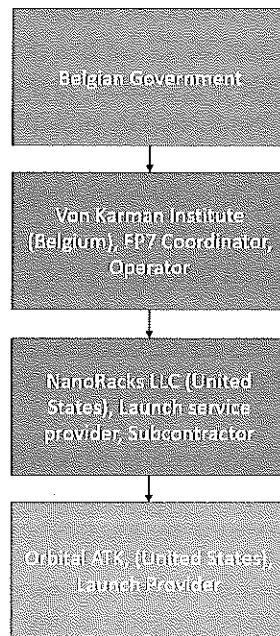 Belgian Government
Von Karman Institute
(Belgium), FP7 Coordinator,
Operator
NanoRacks LLC (United
States), Launch service
provider, Subcontractor
Orbital ATK, (United States),
Launch Provider